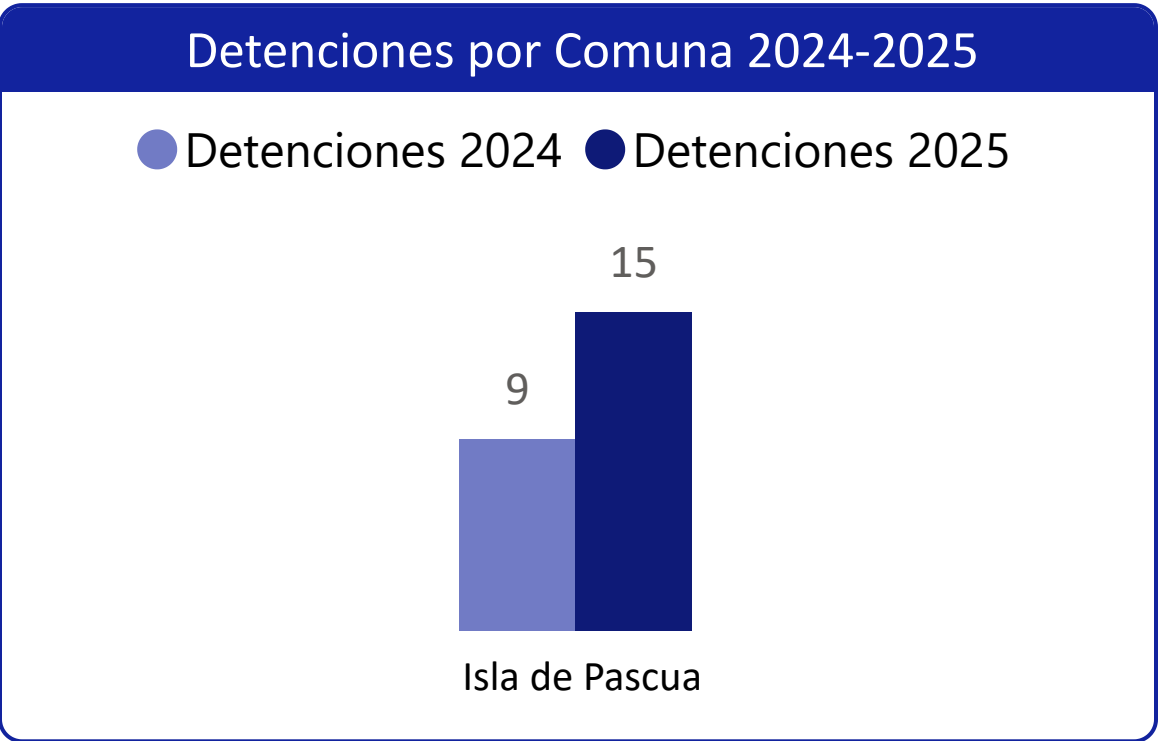 Detenciones por Comuna 2024-2025
Detenciones 2024 Detenciones 2025
15
9
Isla de Pascua